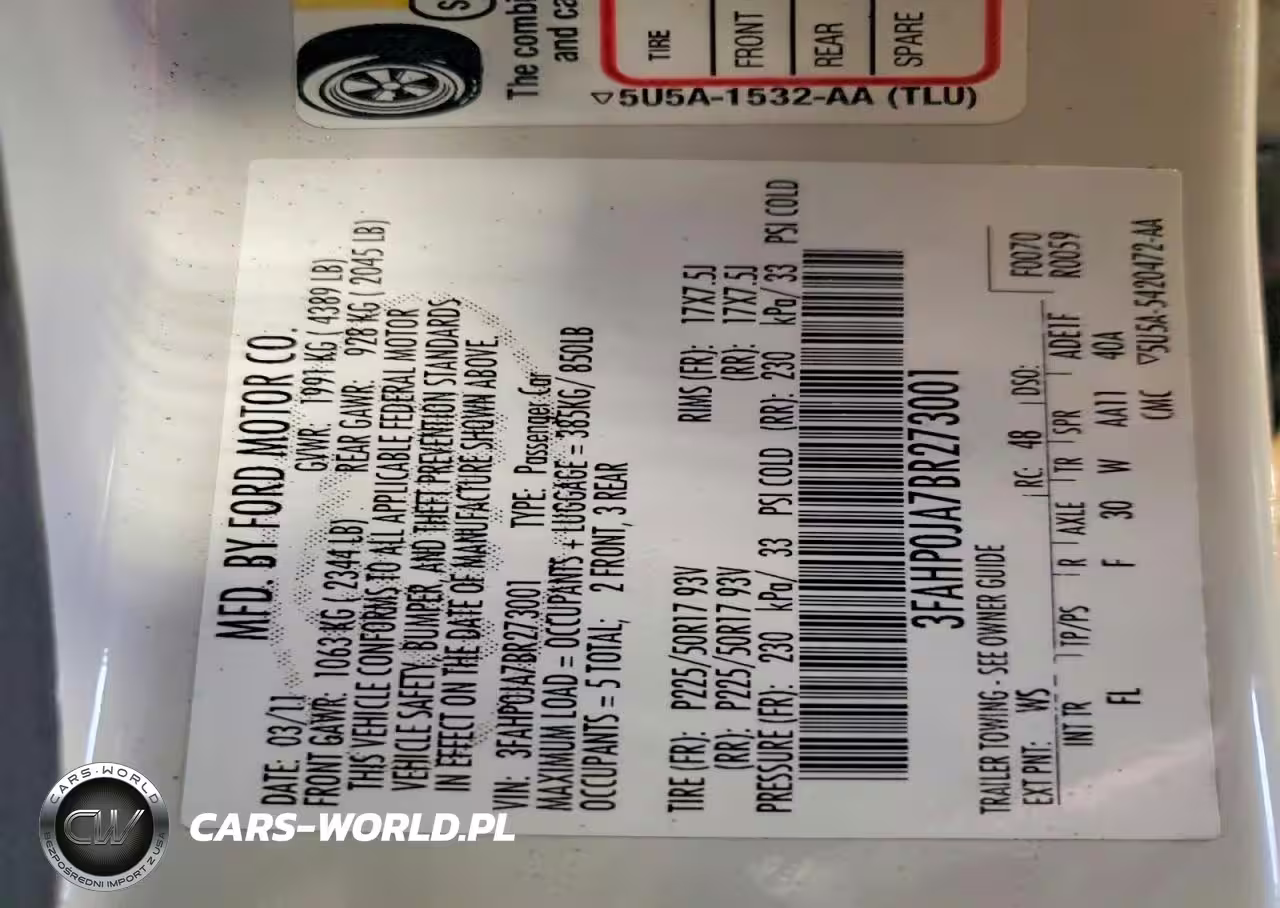 The combi
and ca
TIRE
FRONT
REAR
SPARE
5U5A-1532-AA (TLU)
MFD. BY FORD MOTOR CO.
DATE: 03/11 GVWR: 1991 KG ( 4389 LB)
FRONT GAWR: 1063 KG ( 2344 LB) REAR GAWR: 928 KG ( 2045 LB)
THIS VEHICLE CONFORMS TO ALL APPLICABLE FEDERAL MOTOR
VEHICLE SAFETY, BUMPER, AND THEFT PREVENTION STANDARDS
IN EFFECT ON THE DATE OF MANUFACTURE SHOWN ABOVE.
VIN: 3FAHP0JA7BR273001 TYPE: Passenger Car
MAXIMUM LOAD = OCCUPANTS + LUGGAGE = 385KG/ 850LB
OCCUPANTS = 5 TOTAL; 2 FRONT, 3 REAR
TIRE (FR): P225/50R17 93V RIMS (FR): 17X7.5J
(RR): P225/50R17 93V (RR): 17X7.5J
PRESSURE (FR): 230 kPa/ 33 PSI COLD (RR): 230 kPa/ 33 PSI COLD
3FAHP0JA7BR273001
TRAILER TOWING - SEE OWNER GUIDE F0070
EXT PNT: WS RC: 48 DSO: R0059
INT TR TP/PS R AXLE TR SPR ADE1F
FL F 30 W AA11 40A
CMC ▽5U5A-5420472-AA
CARS-WORLD
CW
BEZPOŚREDNI IMPORT Z USA
CARS-WORLD.PL